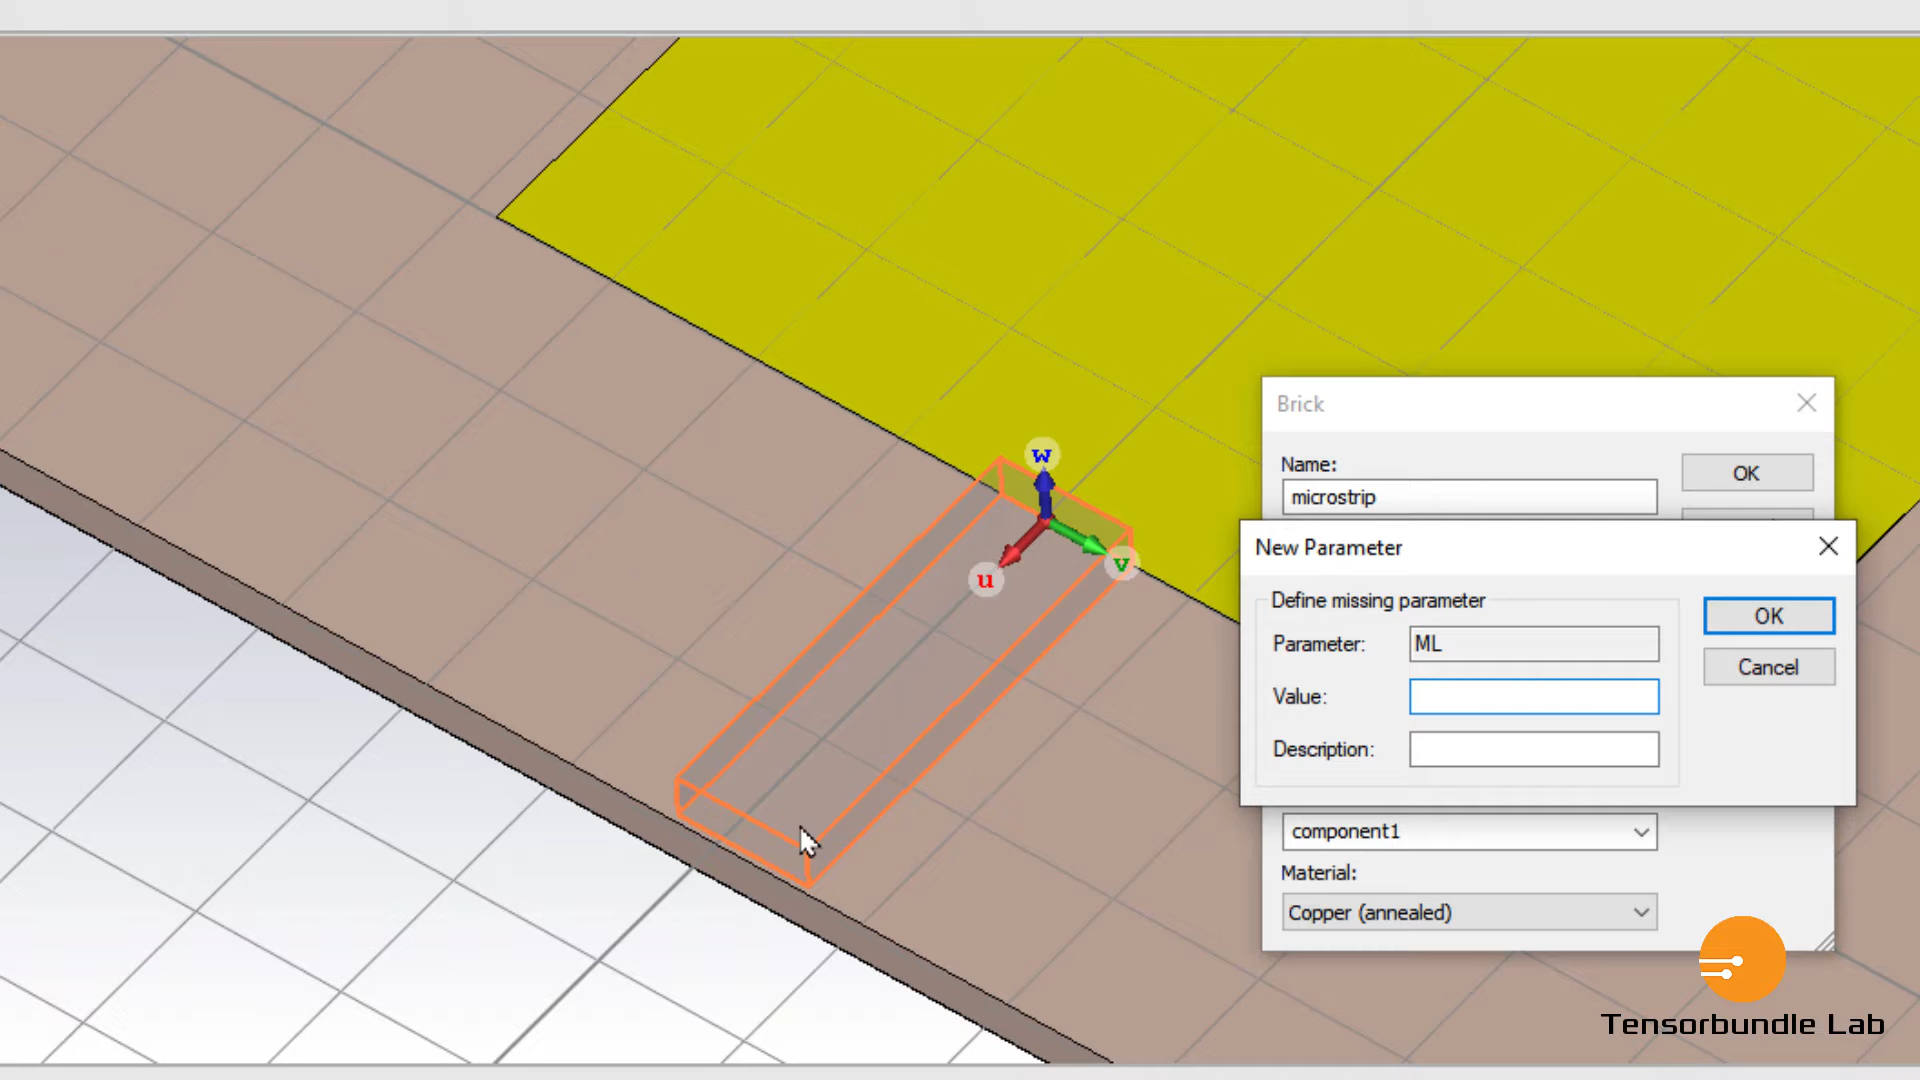 Brick
Name:
OK
microstrip
New Parameter
Define missing parameter
Parameter:
ML
OK
Value:
Cancel
Description:
component1
Material:
Copper (annealed)
w
u
v
Tensorbundle Lab